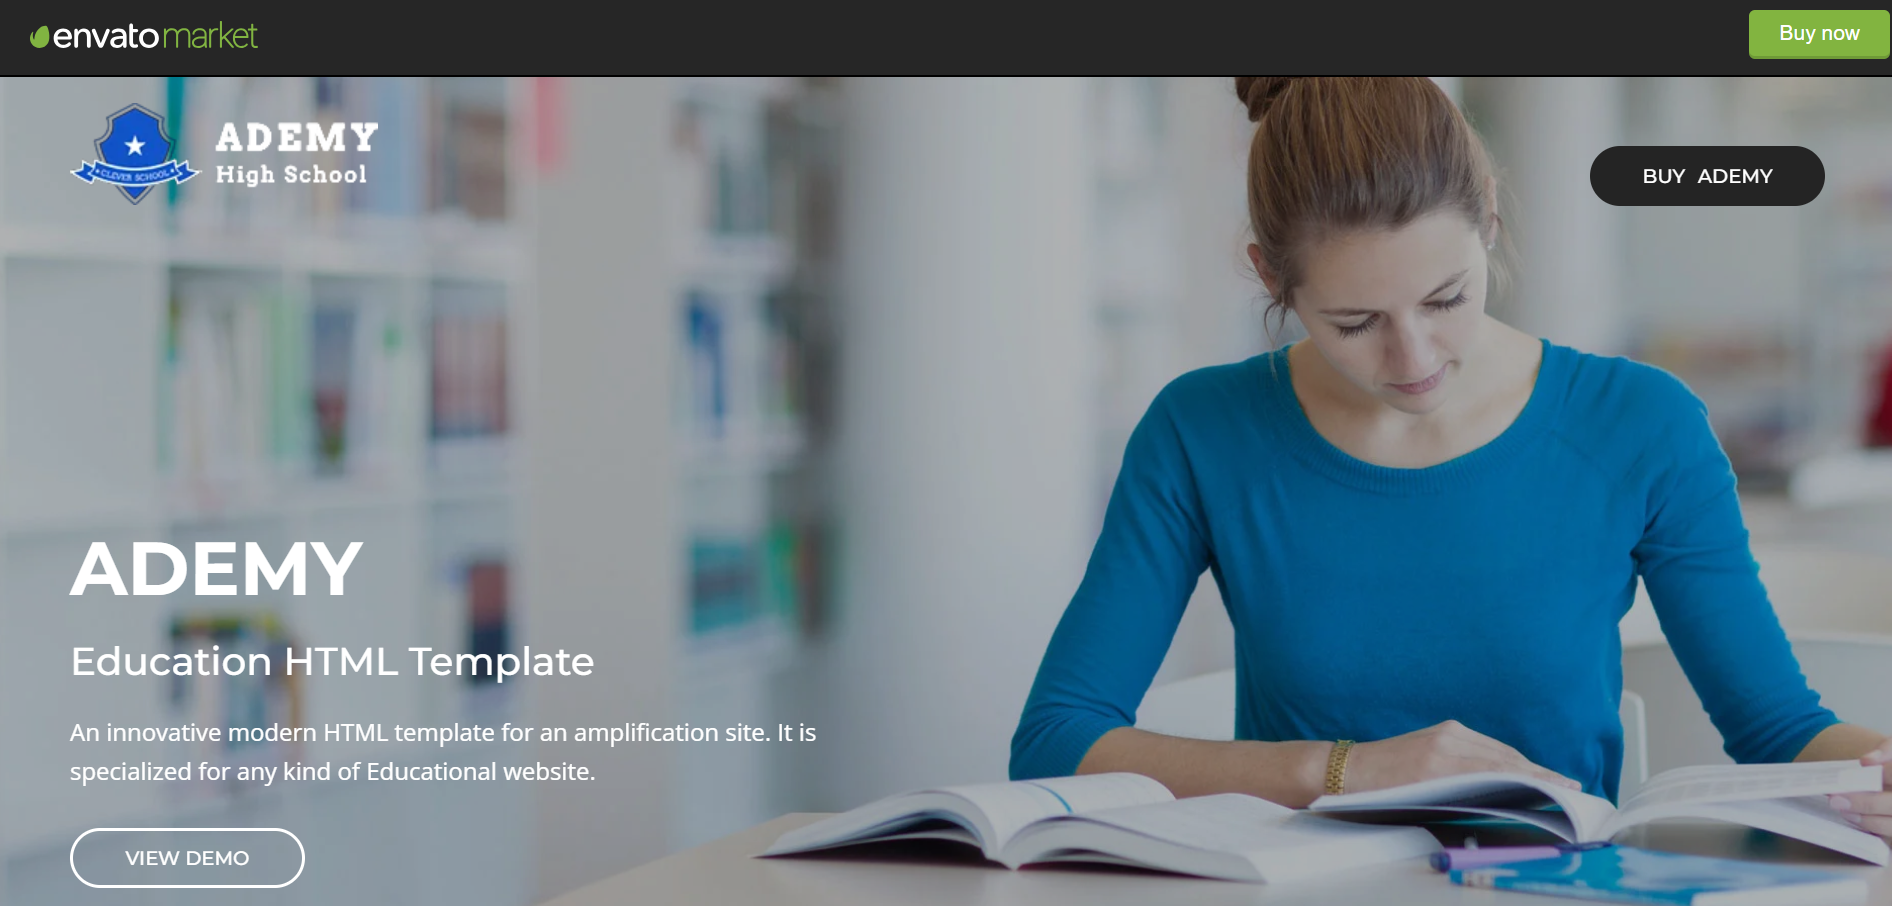 envatomarket
Buy now
ADEMY
High School
CLEVER SCHOOL
BUY ADEMY
ADEMY
Education HTML Template
An innovative modern HTML template for an amplification site. It is
specialized for any kind of Educational website.
VIEW DEMO